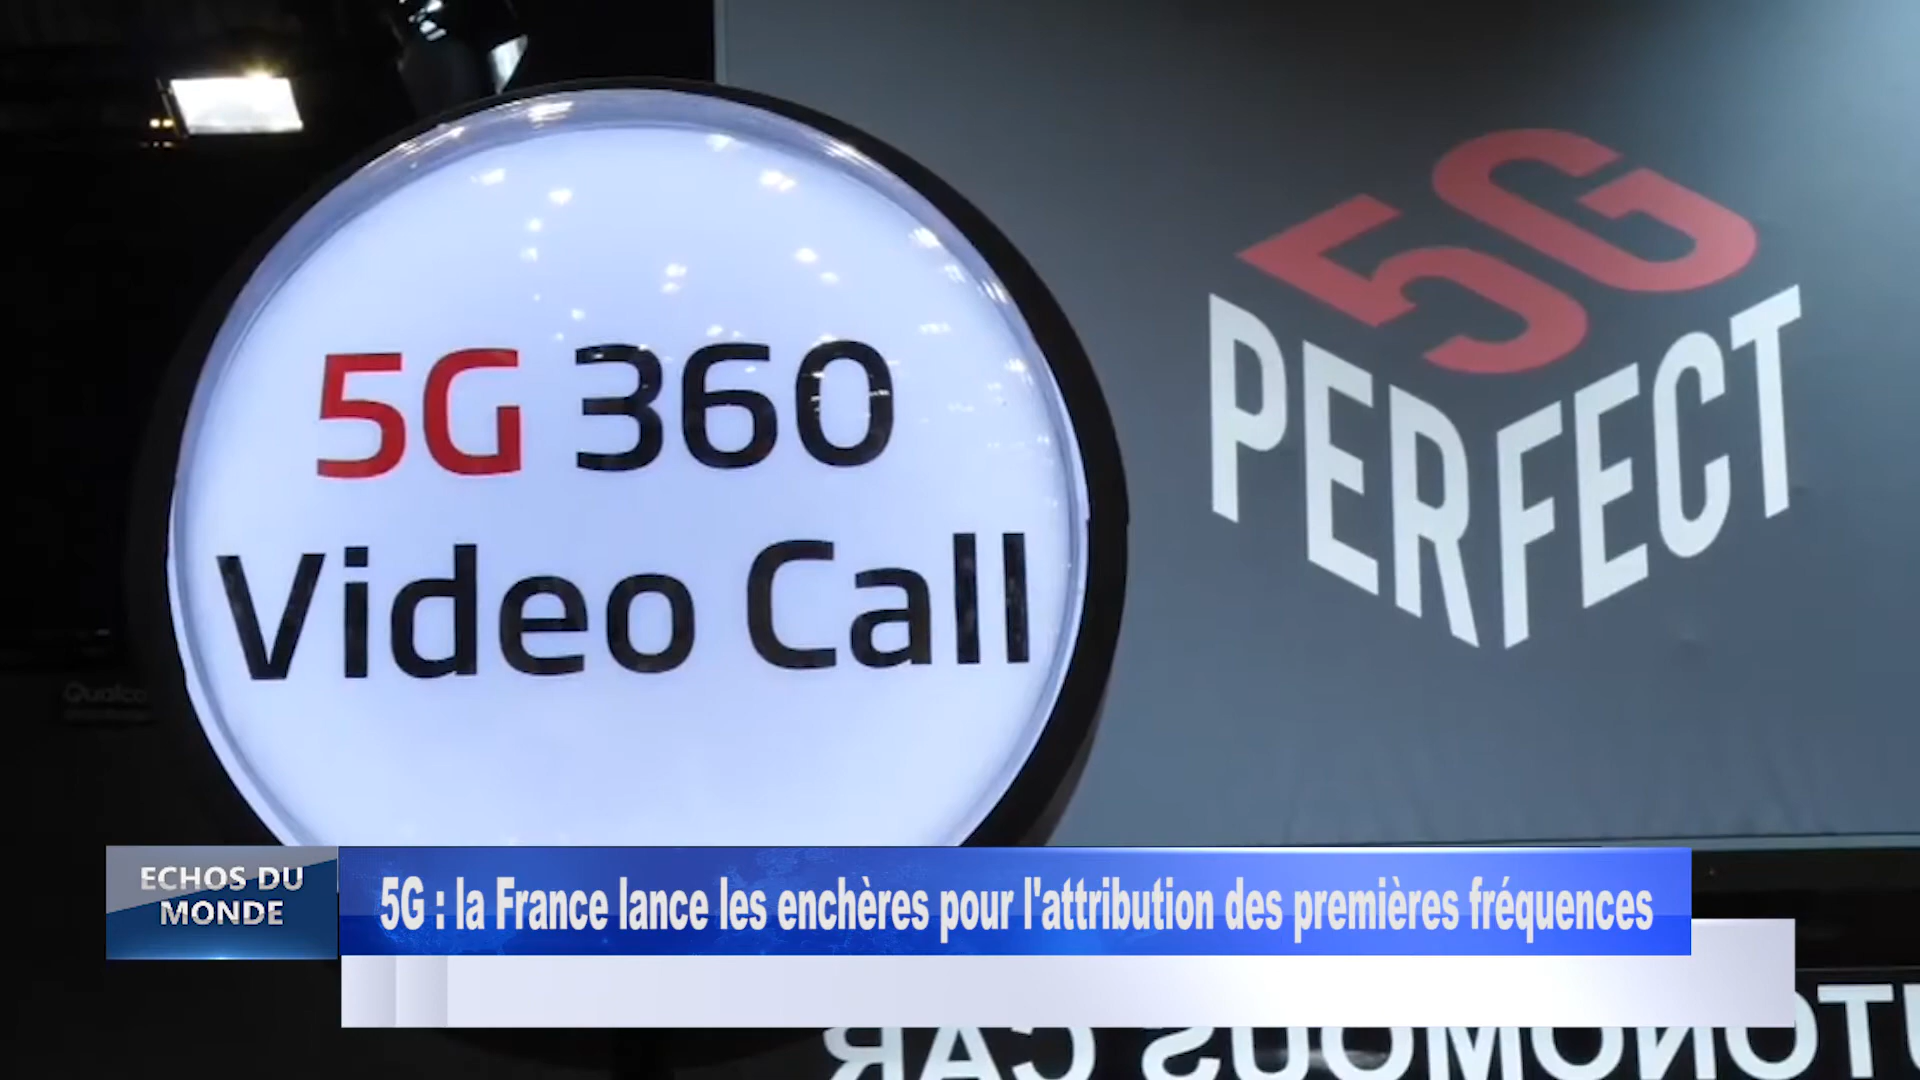 5G 360
Video Call
5G
PERFECT
ECHOS DU
MONDE
5G : la France lance les enchères pour l'attribution des premières fréquences
CAR